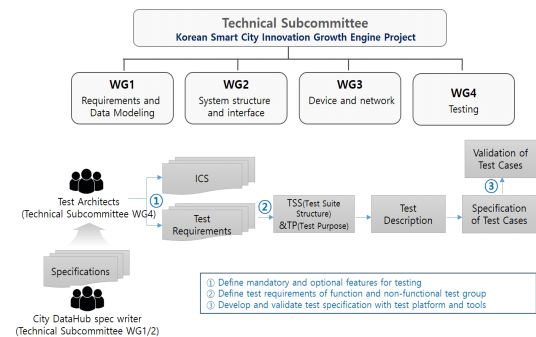 Technical Subcommittee
Korean Smart City Innovation Growth Engine Project
WG1
Requirements and
Data Modeling
WG2
System structure
and interface
WG3
Device and network
WG4
Testing
Validation of
Test Cases
ICS
①
③
Test Architects
(Technical Subcommittee WG4)
Test
Requirements
②
TSS(Test Suite
Structure)
&TP(Test Purpose)
Test
Description
Specification
of Test Cases
Specifications
City DataHub spec writer
(Technical Subcommittee WG1/2)
① Define mandatory and optional features for testing
② Define test requirements of function and non-functional test group
③ Develop and validate test specification with test platform and tools